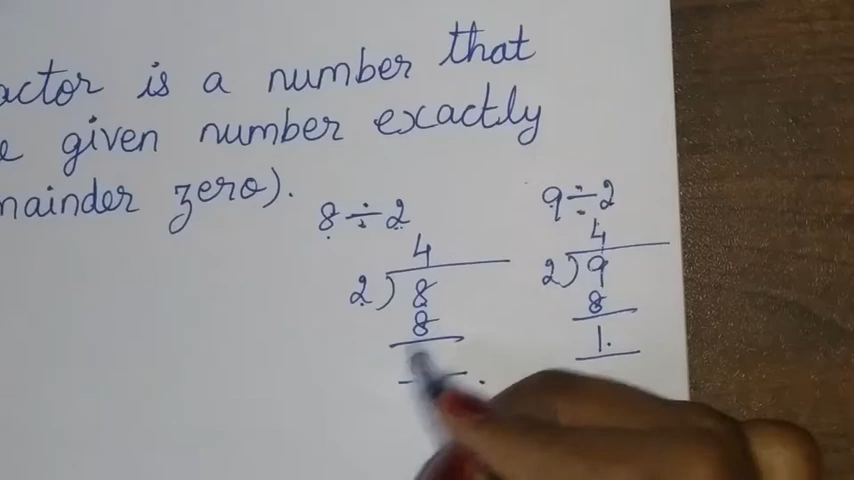 actor is a number that
given number exactly
mainder zero).
8 ÷ 2
9 ÷ 2
4
2 ) 8
8
4
2 ) 9
8
1.